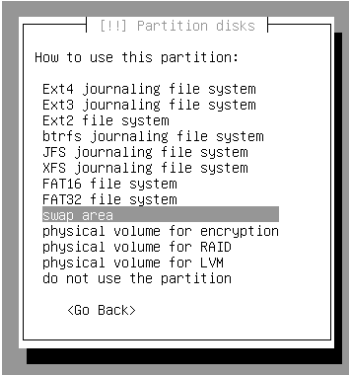 [!!] Partition disks
How to use this partition:
Ext4 journaling file system
Ext3 journaling file system
Ext2 file system
btrfs journaling file system
JFS journaling file system
XFS journaling file system
FAT16 file system
FAT32 file system
swap area
physical volume for encryption
physical volume for RAID
physical volume for LVM
do not use the partition
<Go Back>